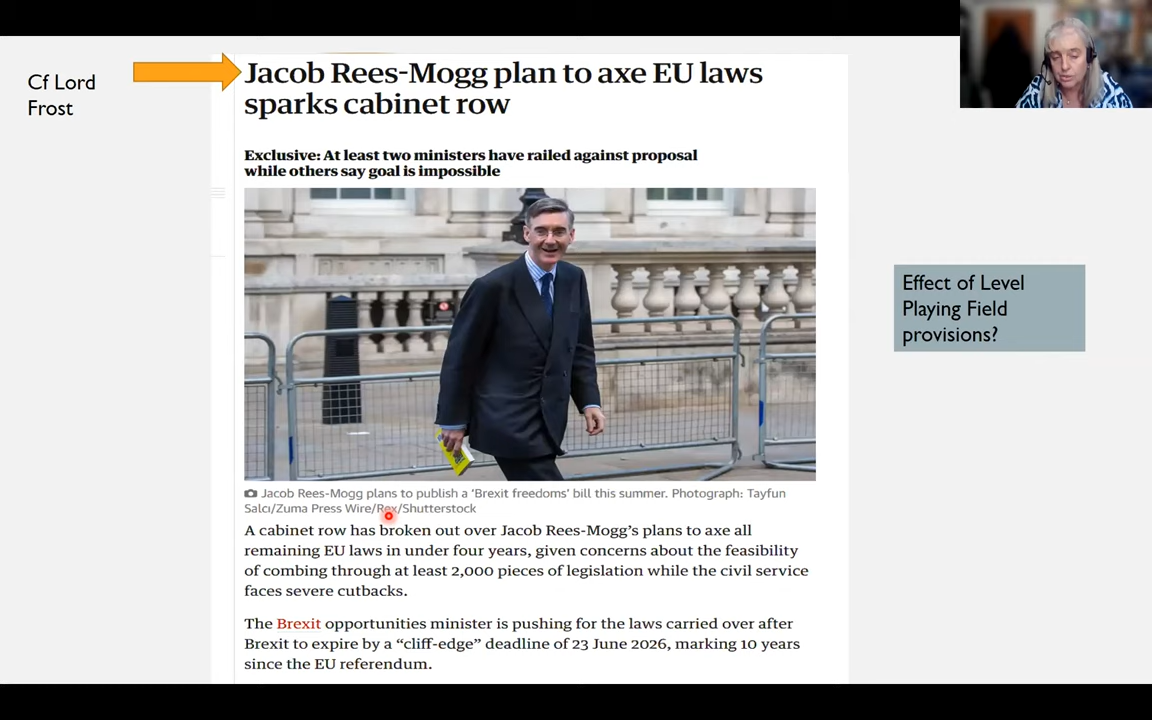 Cf Lord
Frost
Jacob Rees-Mogg plan to axe EU laws
sparks cabinet row
Exclusive: At least two ministers have railed against proposal
while others say goal is impossible
Effect of Level
Playing Field
provisions?
Jacob Rees-Mogg plans to publish a ‘Brexit freedoms’ bill this summer. Photograph: Tayfun
Salcı/Zuma Press Wire/Rex/Shutterstock
A cabinet row has broken out over Jacob Rees-Mogg’s plans to axe all
remaining EU laws in under four years, given concerns about the feasibility
of combing through at least 2,000 pieces of legislation while the civil service
faces severe cutbacks.
The Brexit opportunities minister is pushing for the laws carried over after
Brexit to expire by a “cliff-edge” deadline of 23 June 2026, marking 10 years
since the EU referendum.